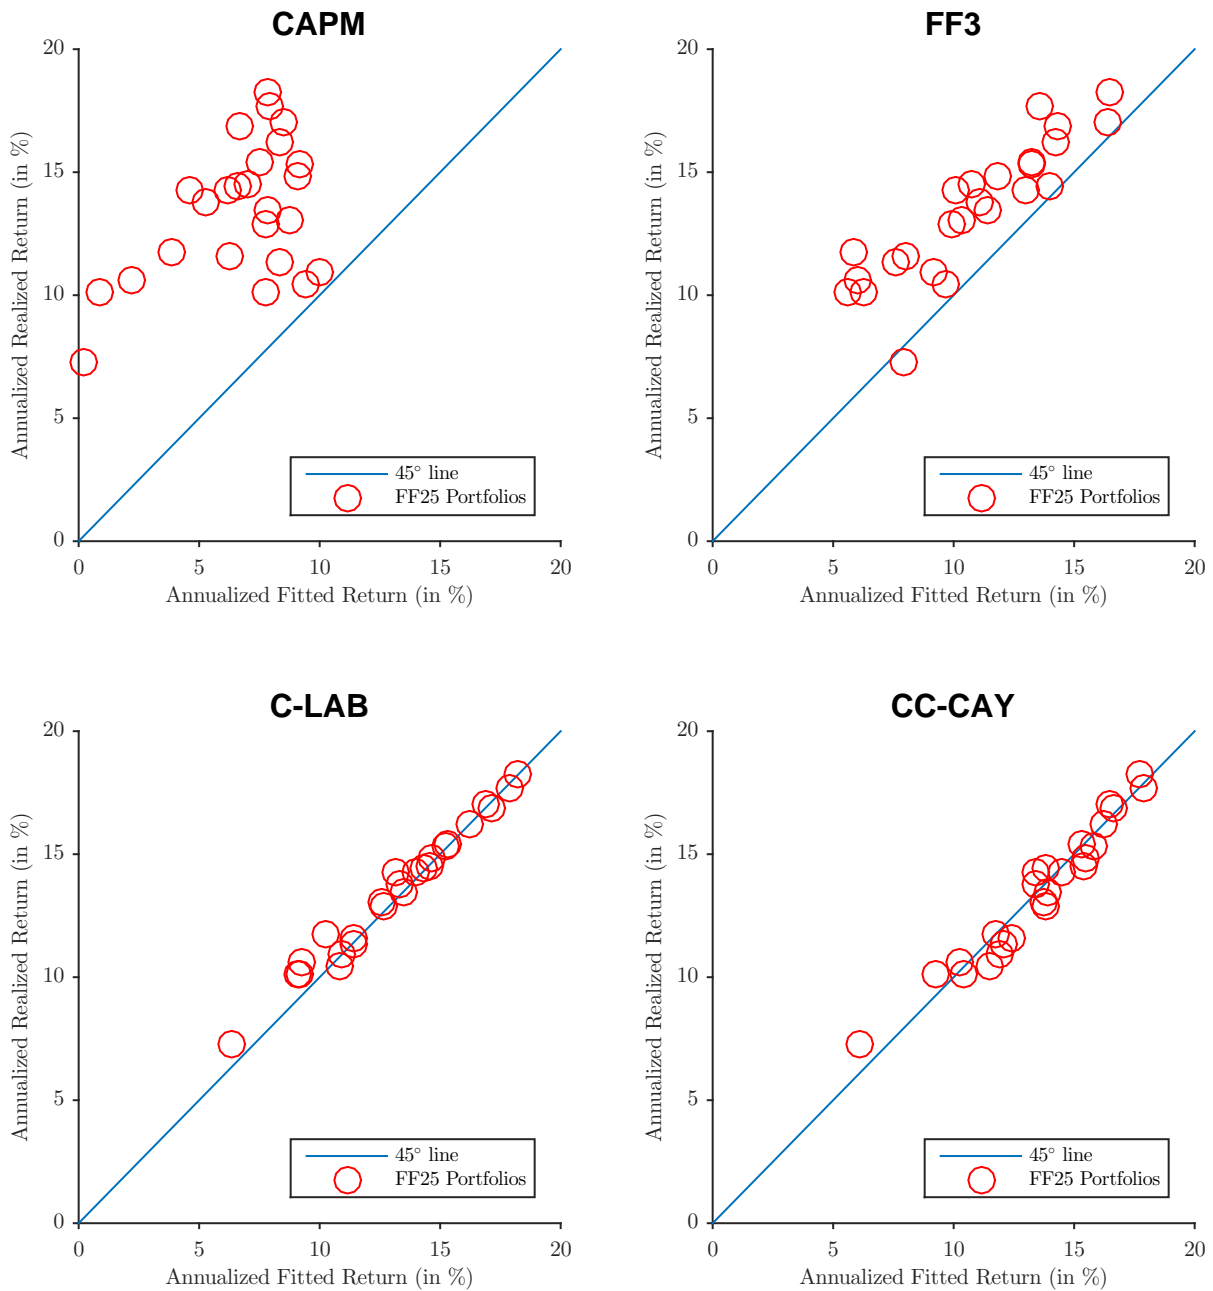 CAPM
20
15
10
5
0
0 5 10 15 20
Annualized Realized Return (in %)
Annualized Fitted Return (in %)
45° line
FF25 Portfolios
FF3
20
15
10
5
0
0 5 10 15 20
Annualized Realized Return (in %)
Annualized Fitted Return (in %)
45° line
FF25 Portfolios
C-LAB
20
15
10
5
0
0 5 10 15 20
Annualized Realized Return (in %)
Annualized Fitted Return (in %)
45° line
FF25 Portfolios
CC-CAY
20
15
10
5
0
0 5 10 15 20
Annualized Realized Return (in %)
Annualized Fitted Return (in %)
45° line
FF25 Portfolios